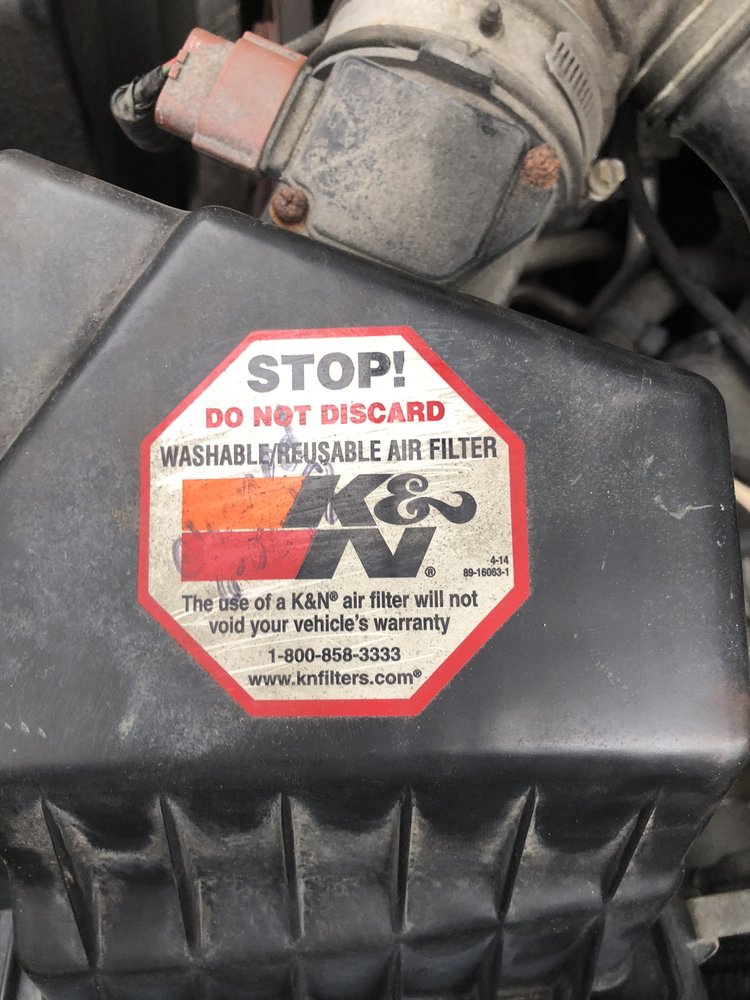 STOP!
DO NOT DISCARD
WASHABLE/REUSABLE AIR FILTER
K&N®
4-14
89-16063-1
The use of a K&N® air filter will not
void your vehicle's warranty
1-800-858-3333
www.knfilters.com®